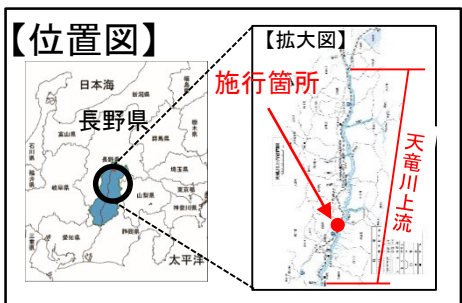 【位置図】
【拡大図】
施行箇所
天竜川上流
日本海
長野県
新潟県
福島県
石川県
富山県
群馬県
栃木県
長野県
福井県
岐阜県
埼玉県
山梨県
東京都
神奈川県
静岡県
愛知県
三重県
太平洋